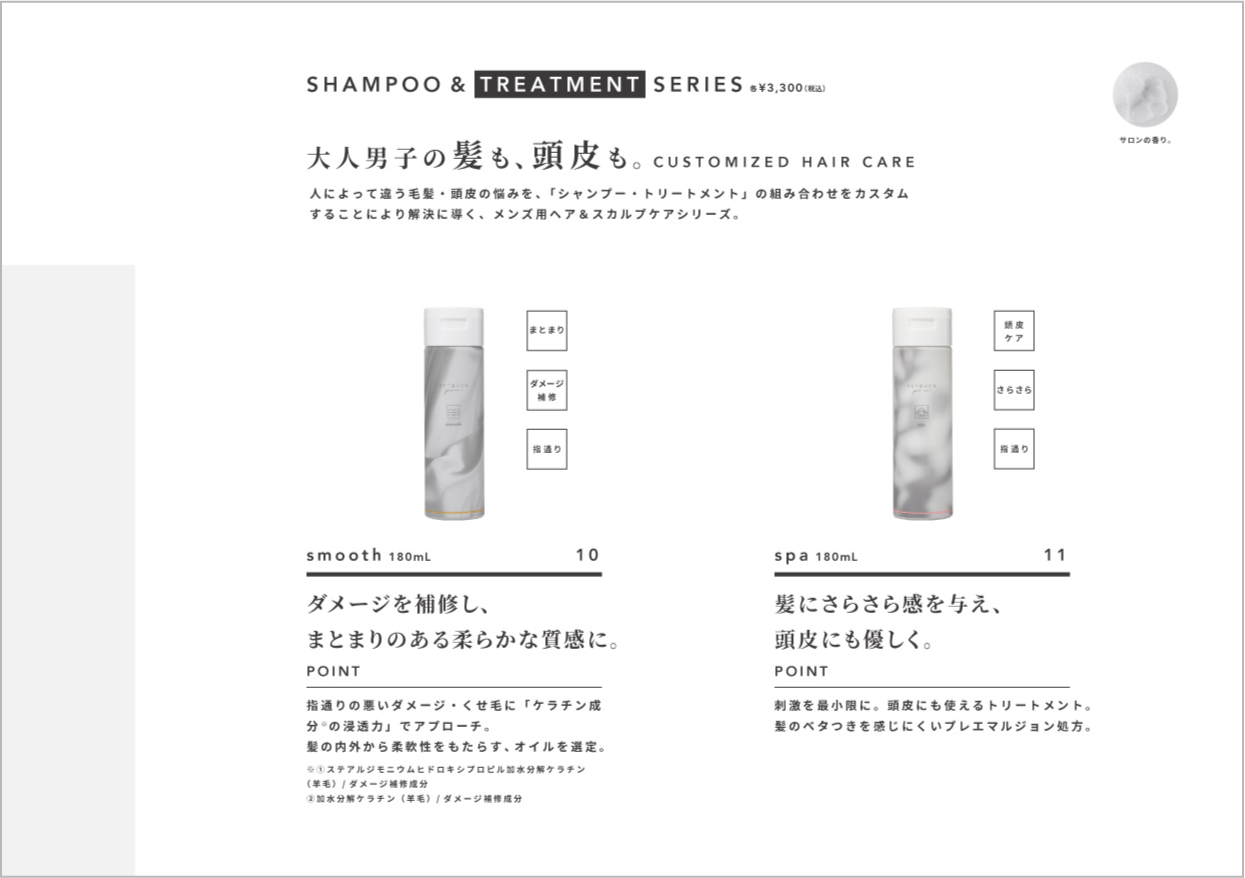 SHAMPOO & TREATMENT SERIES 各¥3,300(税込)
サロンの香り。
大人男子の髪も、頭皮も。CUSTOMIZED HAIR CARE
人によって違う毛髪・頭皮の悩みを、「シャンプー・トリートメント」の組み合わせをカスタム
することにより解決に導く、メンズ用ヘア＆スカルプケアシリーズ。
まとまり
ダメージ
補修
指通り
smooth 180mL 10
ダメージを補修し、
まとまりのある柔らかな質感に。
POINT
指通りの悪いダメージ・くせ毛に「ケラチン成
分※の浸透力」でアプローチ。
髪の内外から柔軟性をもたらす、オイルを選定。
※①ステアルジモニウムヒドロキシプロピル加水分解ケラチン
（羊毛）/ ダメージ補修成分
②加水分解ケラチン（羊毛）/ ダメージ補修成分
頭皮
ケア
さらさら
指通り
spa 180mL 11
髪にさらさら感を与え、
頭皮にも優しく。
POINT
刺激を最小限に。頭皮にも使えるトリートメント。
髪のベタつきを感じにくいプレエマルジョン処方。